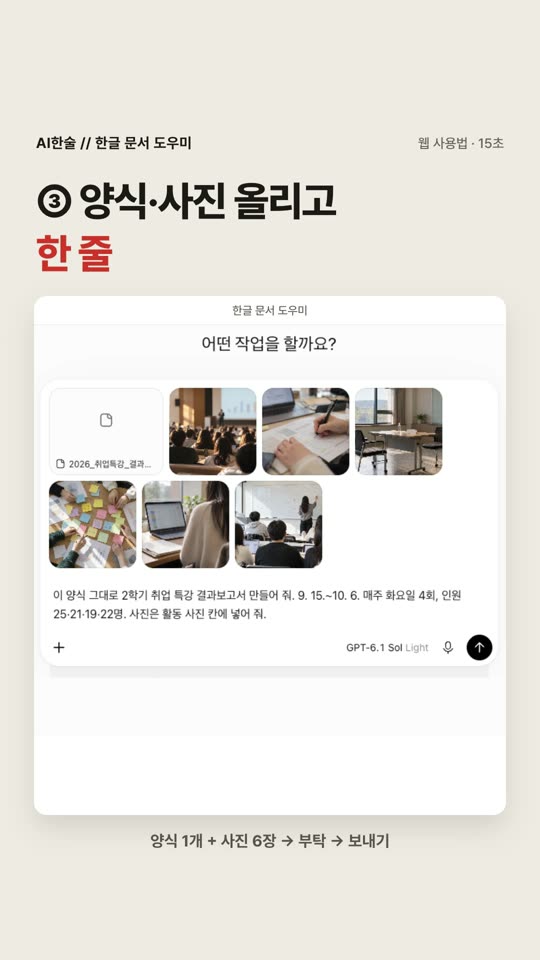 AI한술 // 한글 문서 도우미
웹 사용법 · 15초
③ 양식·사진 올리고
한 줄
한글 문서 도우미
어떤 작업을 할까요?
2026_취업특강_결과...
이 양식 그대로 2학기 취업 특강 결과보고서 만들어 줘. 9. 15.~10. 6. 매주 화요일 4회, 인원
25·21·19·22명. 사진은 활동 사진 칸에 넣어 줘.
GPT-6.1 Sol Light
양식 1개 + 사진 6장 → 부탁 → 보내기